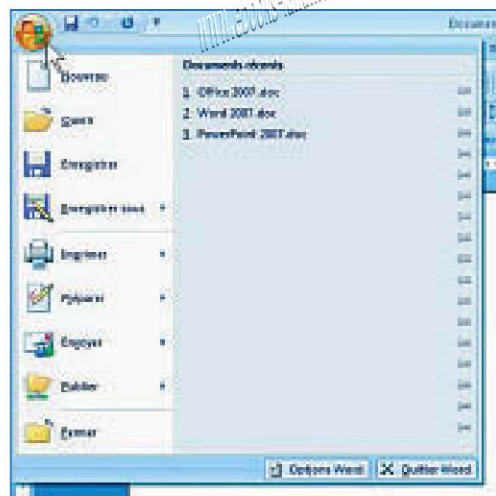 Docume
Nouveau
Ouvrir
Enregistrer
Enregistrer sous
Imprimer
Préparer
Envoyer
Publier
Fermer
Documents récents
1 Office 2007.doc
2 Word 2007.doc
3 PowerPoint 2007.doc
Options Word
Quitter Word